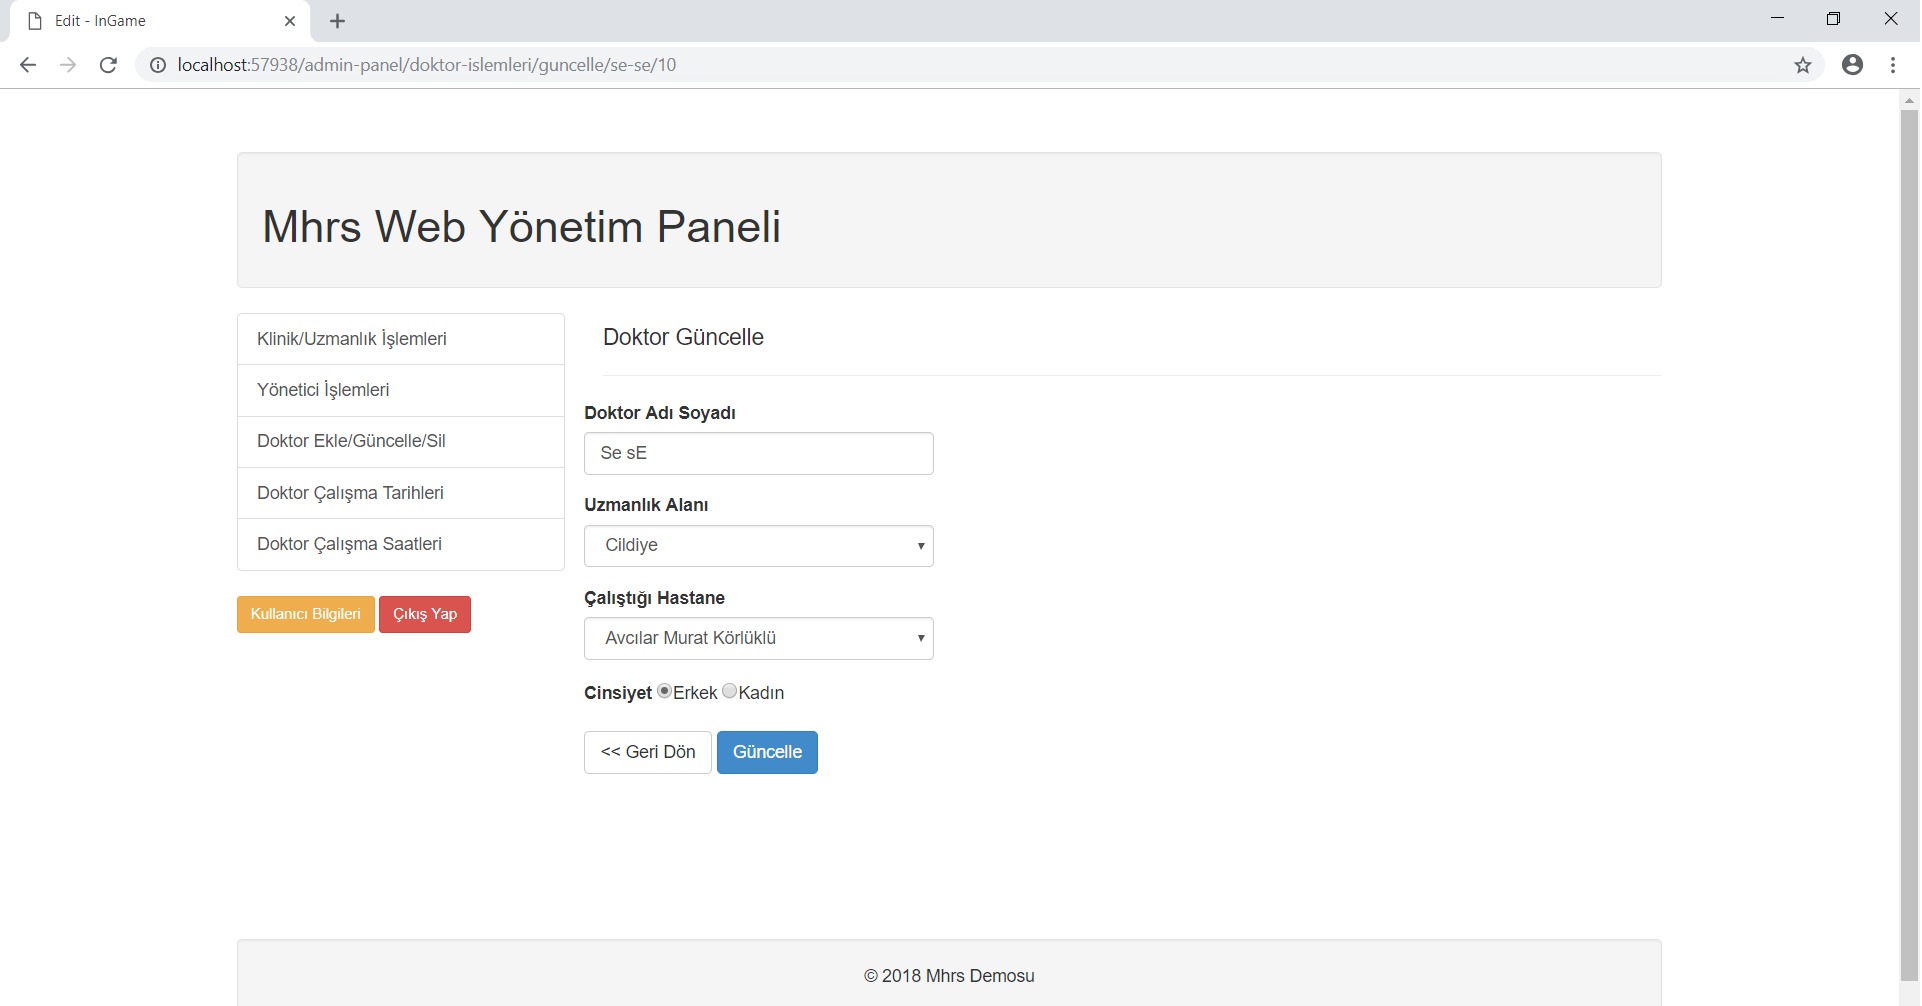 Edit - InGame
localhost:57938/admin-panel/doktor-islemleri/guncelle/se-se/10
Mhrs Web Yönetim Paneli
Klinik/Uzmanlık İşlemleri
Yönetici İşlemleri
Doktor Ekle/Güncelle/Sil
Doktor Çalışma Tarihleri
Doktor Çalışma Saatleri
Kullanıcı Bilgileri Çıkış Yap
Doktor Güncelle
Doktor Adı Soyadı
Se sE
Uzmanlık Alanı
Cildiye
Çalıştığı Hastane
Avcılar Murat Körlüklü
Cinsiyet Erkek Kadın
<< Geri Dön Güncelle
© 2018 Mhrs Demosu